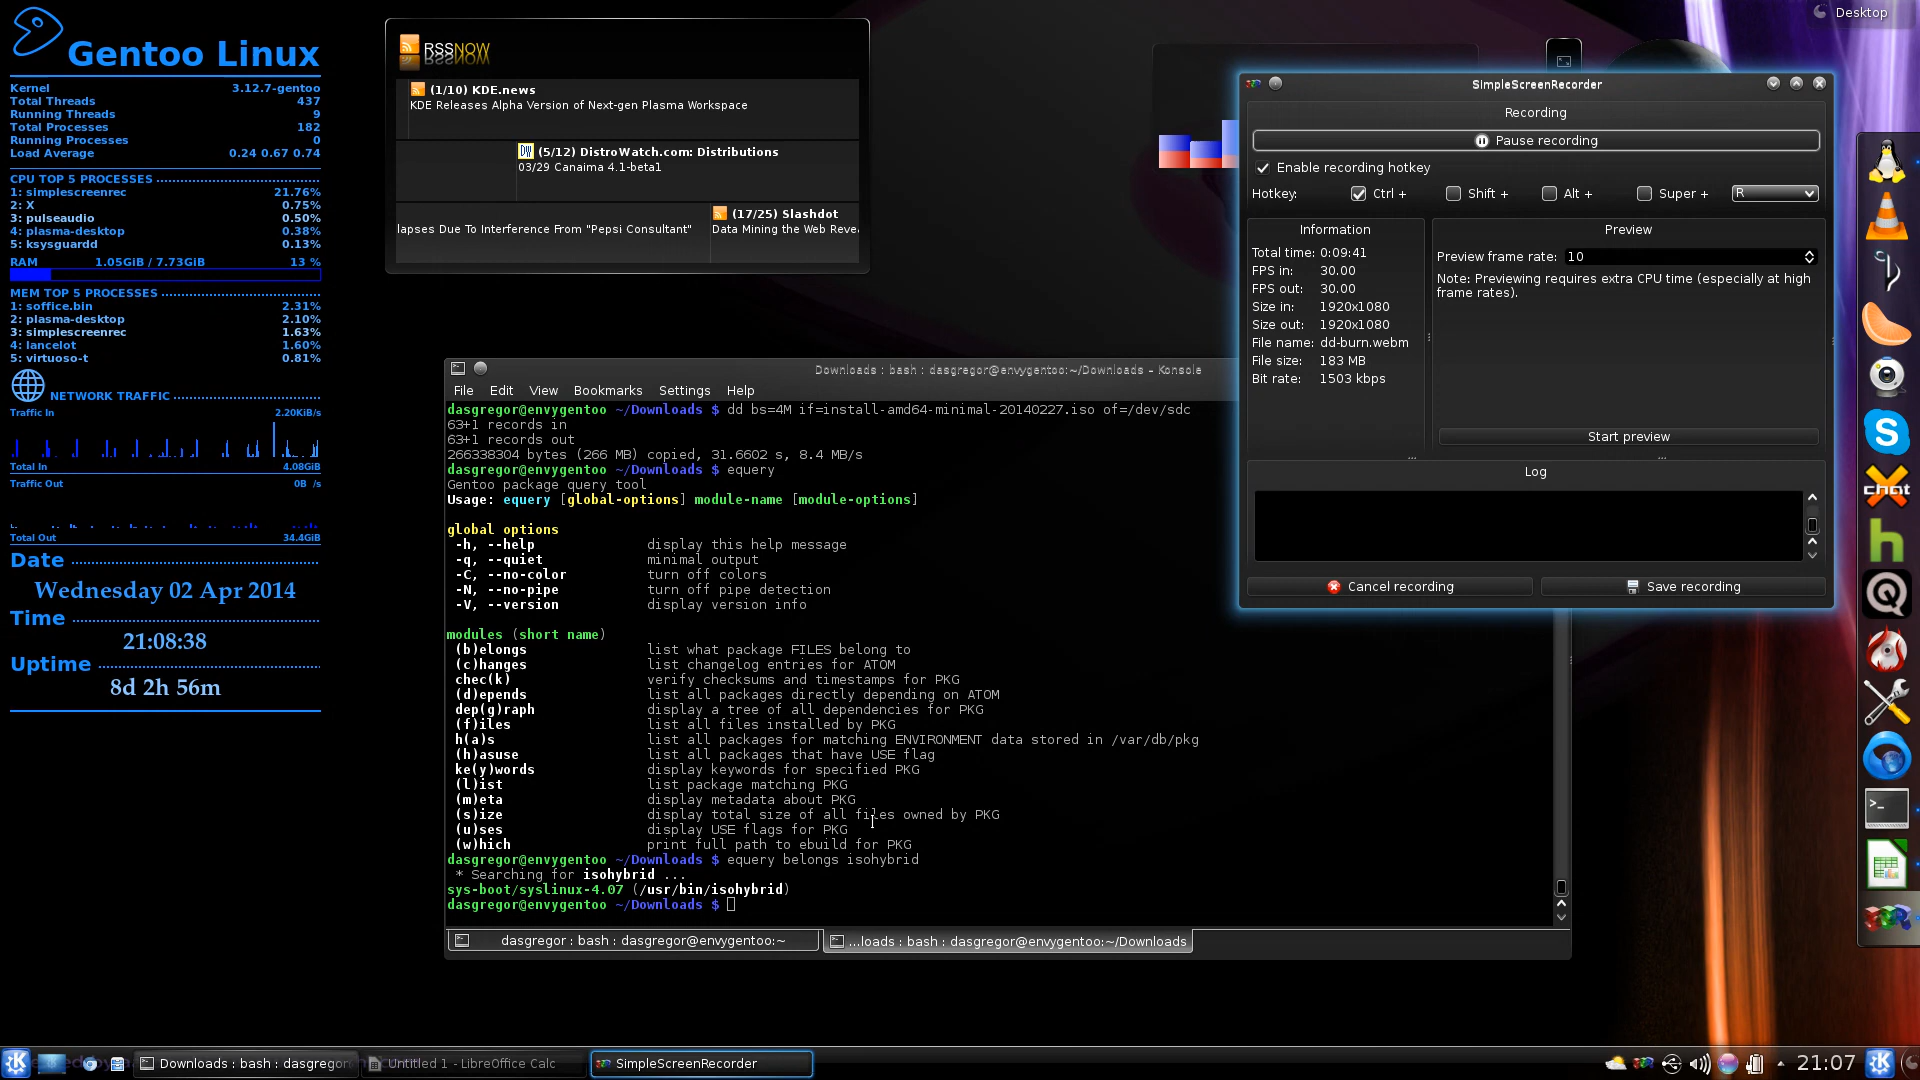 Gentoo Linux
Kernel 3.12.7-gentoo
Total Threads 437
Running Threads 9
Total Processes 182
Running Processes 0
Load Average 0.24 0.67 0.74
CPU TOP 5 PROCESSES
1: simplescreenrec 21.76%
2: X 0.75%
3: pulseaudio 0.50%
4: plasma-desktop 0.38%
5: ksysguardd 0.13%
RAM 1.05GiB / 7.73GiB 13 %
MEM TOP 5 PROCESSES
1: soffice.bin 2.31%
2: plasma-desktop 2.10%
3: simplescreenrec 1.63%
4: lancelot 1.60%
5: virtuoso-t 0.81%
NETWORK TRAFFIC
Traffic In 2.20KiB/s
Total In 4.08GiB
Traffic Out 0B /s
Total Out 34.4GiB
Date
Wednesday 02 Apr 2014
Time
21:08:38
Uptime
8d 2h 56m
RSSNOW
(1/10) KDE.news
KDE Releases Alpha Version of Next-gen Plasma Workspace
DW (5/12) DistroWatch.com: Distributions
03/29 Canaima 4.1-beta1
(17/25) Slashdot
lapses Due To Interference From "Pepsi Consultant" Data Mining the Web Reve
Desktop
SimpleScreenRecorder
Recording
Pause recording
Enable recording hotkey
Hotkey: Ctrl + Shift + Alt + Super + R
Information
Total time: 0:09:41
FPS in: 30.00
FPS out: 30.00
Size in: 1920x1080
Size out: 1920x1080
File name: dd-burn.webm
File size: 183 MB
Bit rate: 1503 kbps
Preview
Preview frame rate: 10
Note: Previewing requires extra CPU time (especially at high
frame rates).
Start preview
Log
Cancel recording Save recording
Downloads : bash : dasgregor@envygentoo:~/Downloads – Konsole
File Edit View Bookmarks Settings Help
dasgregor@envygentoo ~/Downloads $ dd bs=4M if=install-amd64-minimal-20140227.iso of=/dev/sdc
63+1 records in
63+1 records out
266338304 bytes (266 MB) copied, 31.6602 s, 8.4 MB/s
dasgregor@envygentoo ~/Downloads $ equery
Gentoo package query tool
Usage: equery [global-options] module-name [module-options]
global options
-h, --help display this help message
-q, --quiet minimal output
-C, --no-color turn off colors
-N, --no-pipe turn off pipe detection
-V, --version display version info
modules (short name)
(b)elongs list what package FILES belong to
(c)hanges list changelog entries for ATOM
chec(k) verify checksums and timestamps for PKG
(d)epends list all packages directly depending on ATOM
dep(g)raph display a tree of all dependencies for PKG
(f)iles list all files installed by PKG
h(a)s list all packages for matching ENVIRONMENT data stored in /var/db/pkg
(h)asuse list all packages that have USE flag
ke(y)words display keywords for specified PKG
(l)ist list package matching PKG
(m)eta display metadata about PKG
(s)ize display total size of all files owned by PKG
(u)ses display USE flags for PKG
(w)hich print full path to ebuild for PKG
dasgregor@envygentoo ~/Downloads $ equery belongs isohybrid
* Searching for isohybrid ...
sys-boot/syslinux-4.07 (/usr/bin/isohybrid)
dasgregor@envygentoo ~/Downloads $
dasgregor : bash : dasgregor@envygentoo:~
...loads : bash : dasgregor@envygentoo:~/Downloads
chat
Downloads : bash : dasgregor
Untitled 1 - LibreOffice Calc
SimpleScreenRecorder
21:07